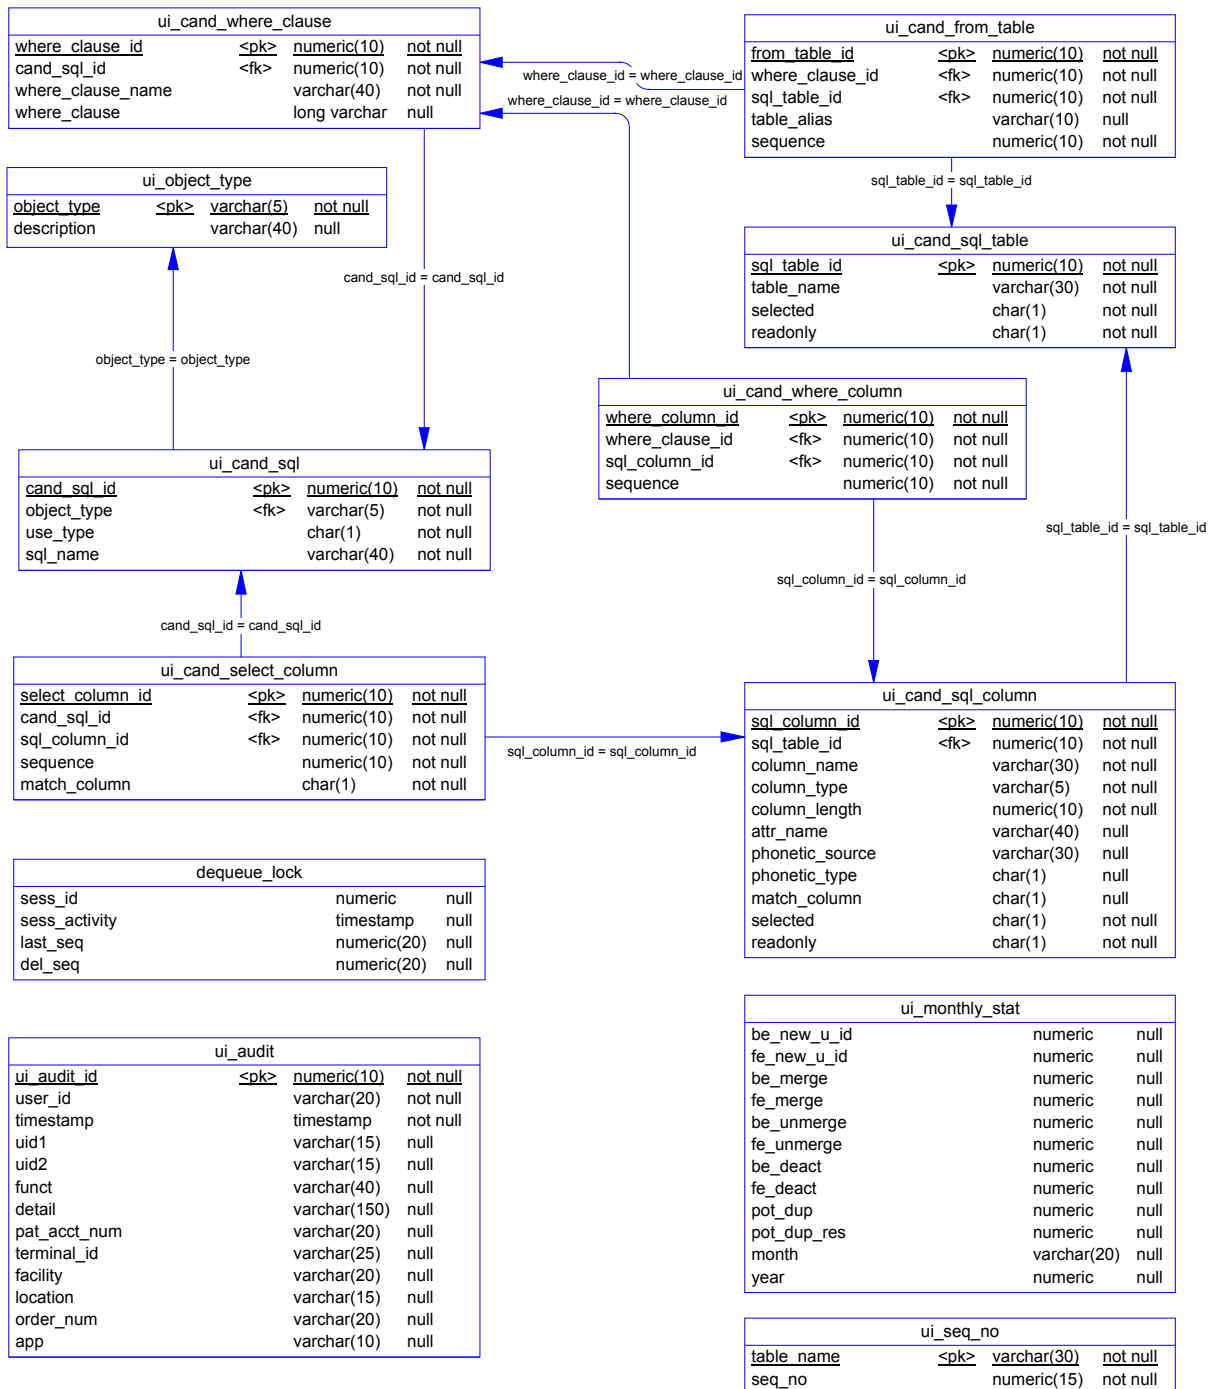 ui_cand_where_clause
where_clause_id <pk> numeric(10) not null
cand_sql_id <fk> numeric(10) not null
where_clause_name varchar(40) not null
where_clause long varchar null
ui_cand_from_table
from_table_id <pk> numeric(10) not null
where_clause_id <fk> numeric(10) not null
sql_table_id <fk> numeric(10) not null
table_alias varchar(10) null
sequence numeric(10) not null
where_clause_id = where_clause_id
where_clause_id = where_clause_id
sql_table_id = sql_table_id
ui_object_type
object_type <pk> varchar(5) not null
description varchar(40) null
ui_cand_sql_table
sql_table_id <pk> numeric(10) not null
table_name varchar(30) not null
selected char(1) not null
readonly char(1) not null
cand_sql_id = cand_sql_id
object_type = object_type
ui_cand_where_column
where_column_id <pk> numeric(10) not null
where_clause_id <fk> numeric(10) not null
sql_column_id <fk> numeric(10) not null
sequence numeric(10) not null
ui_cand_sql
cand_sql_id <pk> numeric(10) not null
object_type <fk> varchar(5) not null
use_type char(1) not null
sql_name varchar(40) not null
sql_table_id = sql_table_id
sql_column_id = sql_column_id
cand_sql_id = cand_sql_id
ui_cand_select_column
select_column_id <pk> numeric(10) not null
cand_sql_id <fk> numeric(10) not null
sql_column_id <fk> numeric(10) not null
sequence numeric(10) not null
match_column char(1) not null
sql_column_id = sql_column_id
ui_cand_sql_column
sql_column_id <pk> numeric(10) not null
sql_table_id <fk> numeric(10) not null
column_name varchar(30) not null
column_type varchar(5) not null
column_length numeric(10) not null
attr_name varchar(40) null
phonetic_source varchar(30) null
phonetic_type char(1) null
match_column char(1) null
selected char(1) not null
readonly char(1) not null
dequeue_lock
sess_id numeric null
sess_activity timestamp null
last_seq numeric(20) null
del_seq numeric(20) null
ui_monthly_stat
be_new_u_id numeric null
fe_new_u_id numeric null
be_merge numeric null
fe_merge numeric null
be_unmerge numeric null
fe_unmerge numeric null
be_deact numeric null
fe_deact numeric null
pot_dup numeric null
pot_dup_res numeric null
month varchar(20) null
year numeric null
ui_audit
ui_audit_id <pk> numeric(10) not null
user_id varchar(20) not null
timestamp timestamp not null
uid1 varchar(15) null
uid2 varchar(15) null
funct varchar(40) null
detail varchar(150) null
pat_acct_num varchar(20) null
terminal_id varchar(25) null
facility varchar(20) null
location varchar(15) null
order_num varchar(20) null
app varchar(10) null
ui_seq_no
table_name <pk> varchar(30) not null
seq_no numeric(15) not null